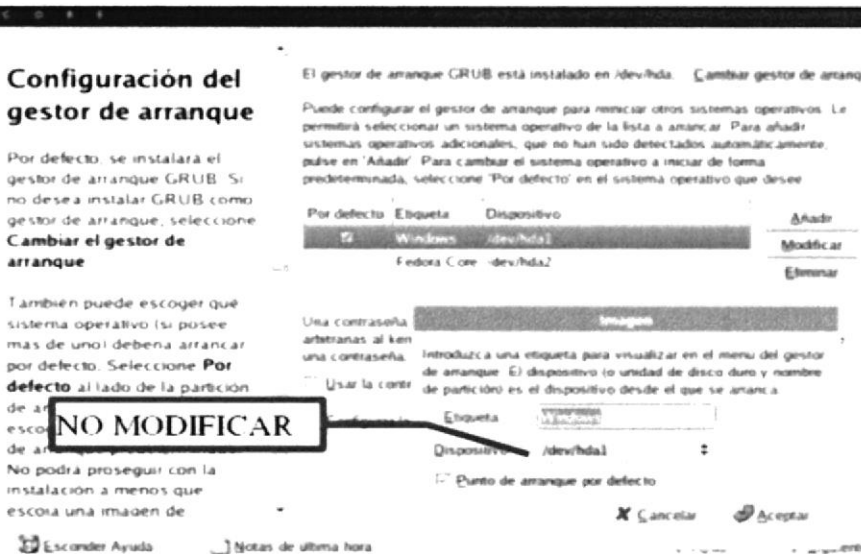 C O R E
Configuración del
gestor de arranque
Por defecto, se instalará el
gestor de arranque GRUB. Si
no desea instalar GRUB como
gestor de arranque, seleccione
Cambiar el gestor de
arranque
También puede escoger qué
sistema operativo (si posee
más de uno) debería arrancar
por defecto. Seleccione Por
defecto al lado de la partición
de
No podrá proseguir con la
instalación a menos que
escoja una imagen de
El gestor de arranque GRUB está instalado en /dev/hda. Cambiar gestor de arranq
Puede configurar el gestor de arranque para reiniciar otros sistemas operativos. Le
permitirá seleccionar un sistema operativo de la lista a arrancar. Para añadir
sistemas operativos adicionales, que no han sido detectados automáticamente,
pulse en 'Añadir'. Para cambiar el sistema operativo a iniciar de forma
predeterminada, seleccione 'Por defecto' en el sistema operativo que desee
Por defecto Etiqueta Dispositivo
Windows /dev/hda1
Fedora Core /dev/hda2
Añadir
Modificar
Eliminar
Una contraseña
arbitrarias al ker
una contraseña.
Usar la contr
Imagen
Introduzca una etiqueta para visualizar en el menu del gestor
de arranque. El dispositivo (o unidad de disco duro y nombre
de partición) es el dispositivo desde el que se arranca.
Etiqueta
Dispositivo /dev/hda1
Punto de arranque por defecto
Cancelar Aceptar
NO MODIFICAR
Esconder Ayuda Notas de última hora